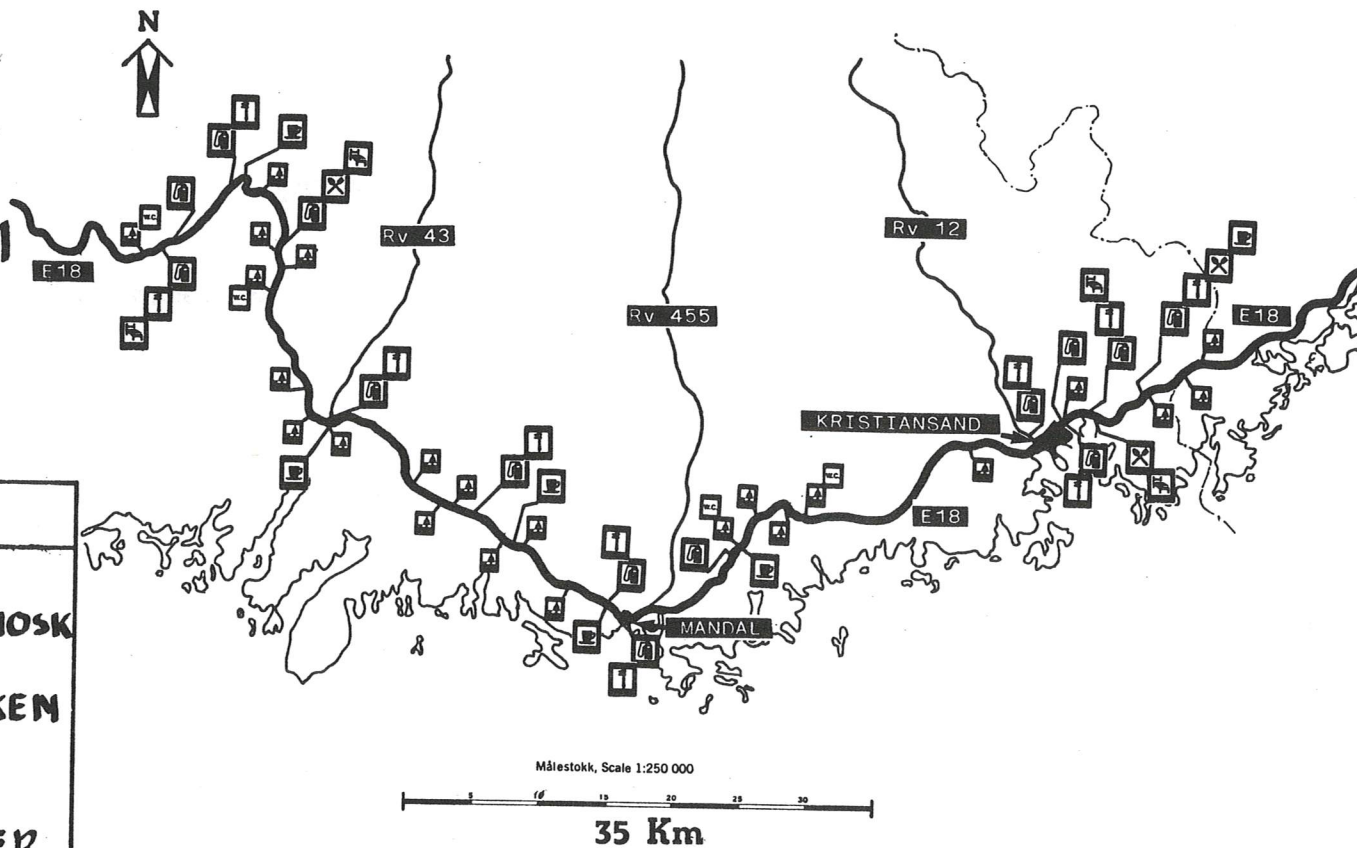 N
Rv 43
Rv 12
W.C.
E18
E18
Rv 455
W.C.
KRISTIANSAND
W.C.
W.C.
E18
MANDAL
IOSK
KEN
ER
Målestokk, Scale 1:250 000
5 10 15 20 25 30
35 Km